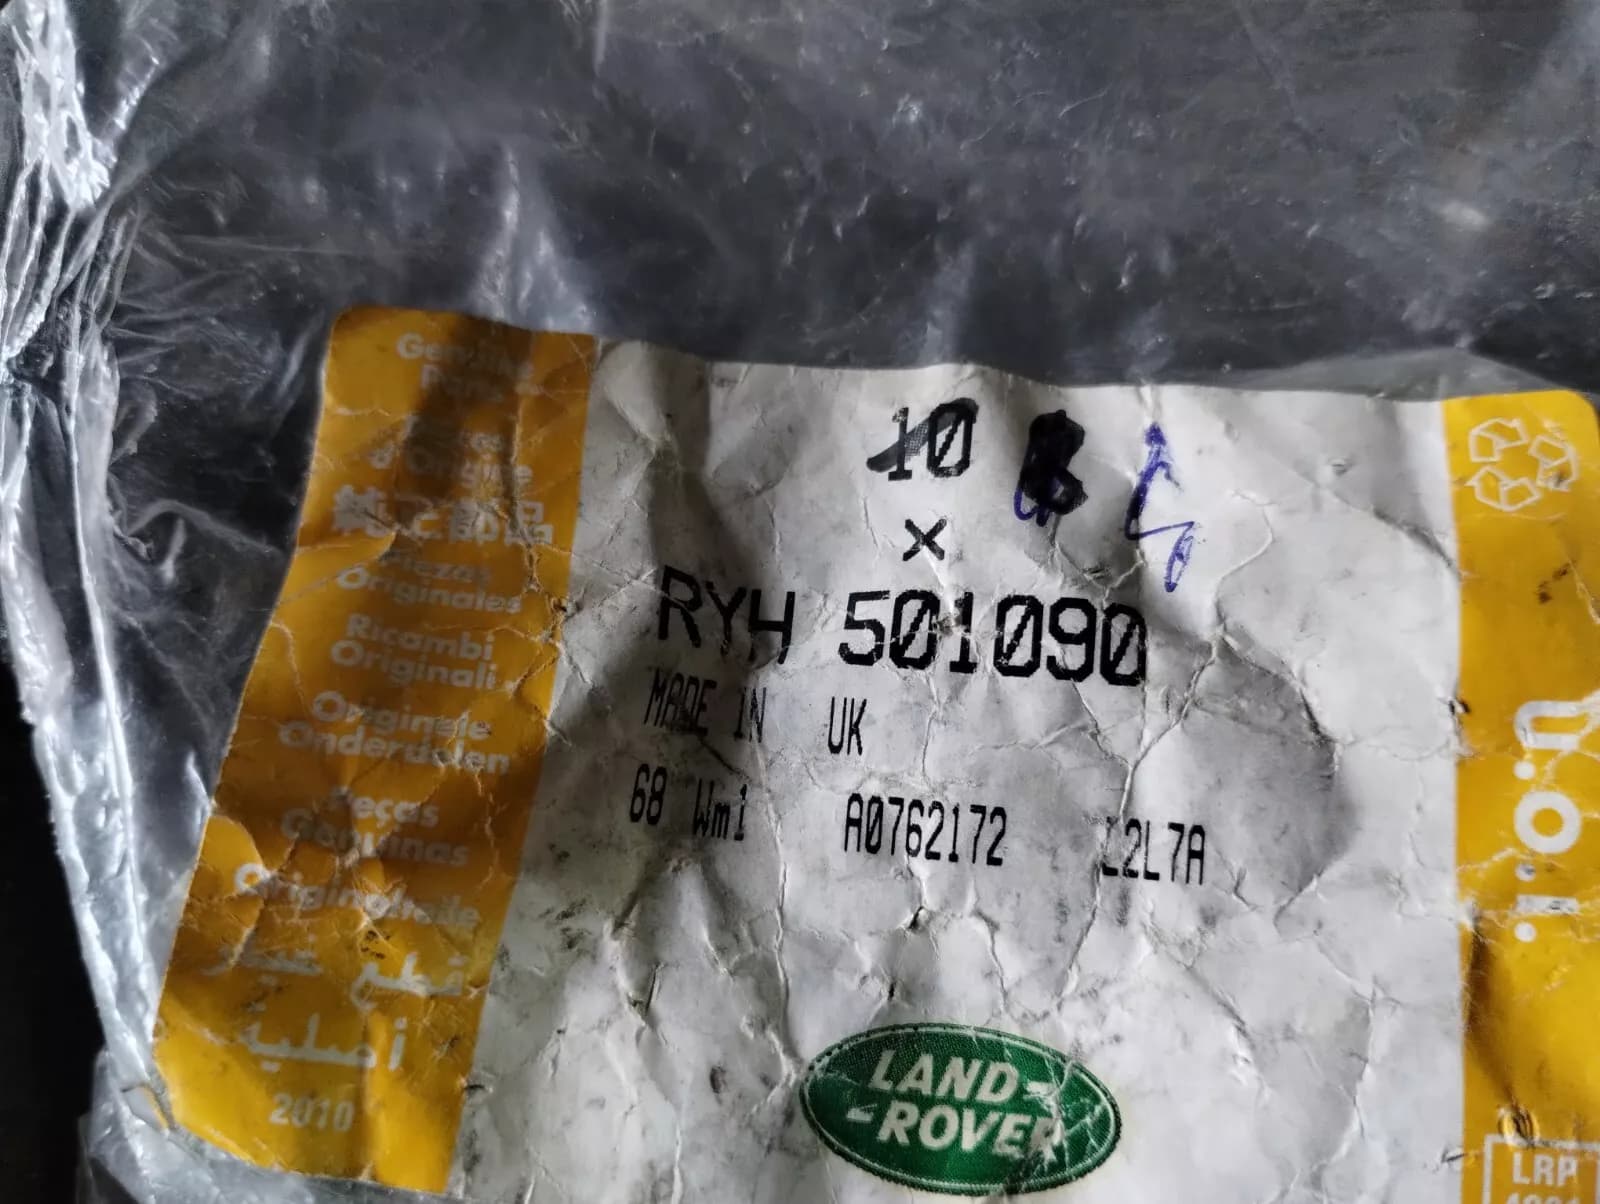 Genuine
Parts
Pièces
d'Origine
純正部品
Piezas
Originales
Ricambi
Originali
Originele
Onderdelen
Peças
Genuínas
Originalteile
قطع غيار
أصلية
2010
10
×
RYH 501090
MADE IN UK
68 Wm1 A0762172 L2L7A
LAND-
-ROVER
U.O.I.
LRP